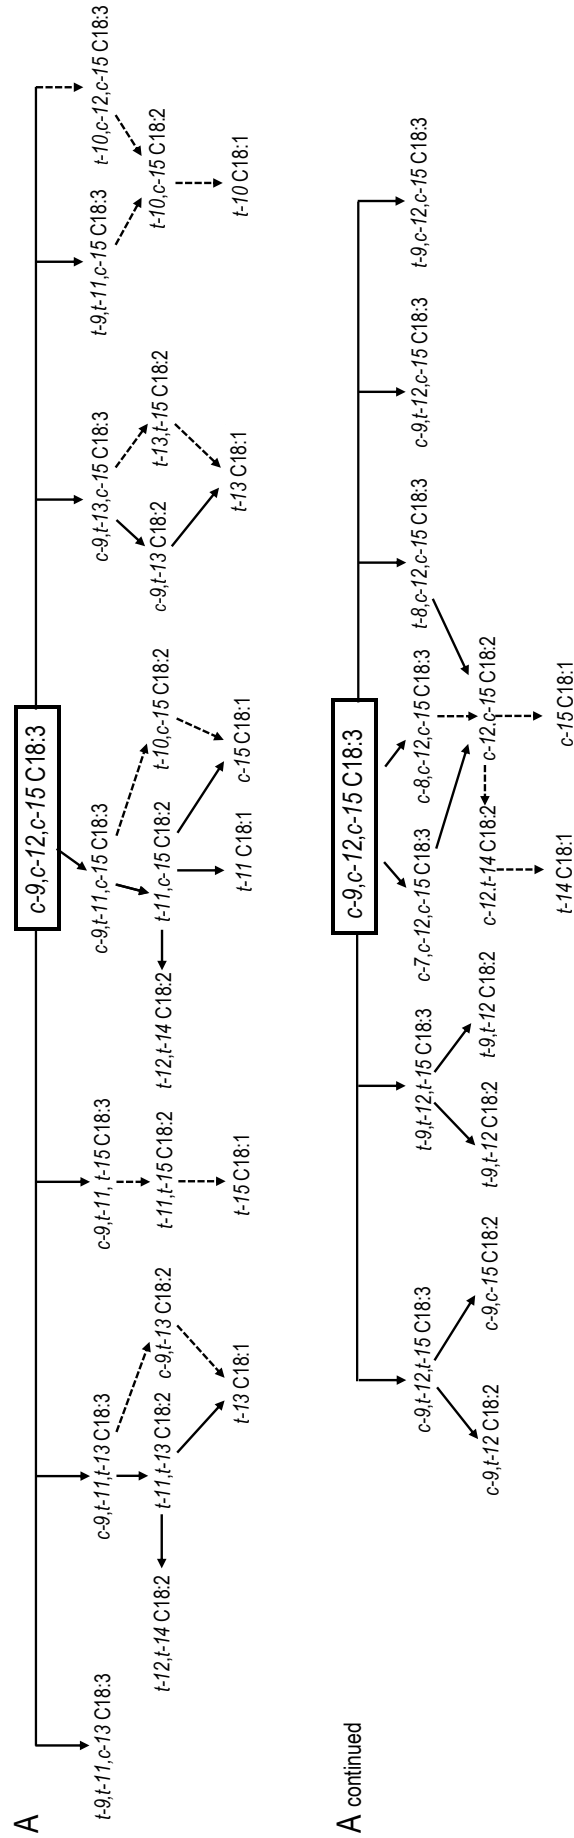 A
c-9,c-12,c-15 C18:3
t-9,t-11,c-13 C18:3
c-9,t-11,t-13 C18:3
c-9,t-11, t-15 C18:3
c-9,t-11,c-15 C18:3
c-9,t-13,c-15 C18:3
t-9,t-11,c-15 C18:3
t-10,c-12,c-15 C18:3
t-12,t-14 C18:2
t-11,t-13 C18:2
c-9,t-13 C18:2
t-11,t-15 C18:2
t-12,t-14 C18:2
t-11,c-15 C18:2
t-10,c-15 C18:2
c-9,t-13 C18:2
t-13,t-15 C18:2
t-10,c-15 C18:2
t-13 C18:1
t-15 C18:1
t-11 C18:1
c-15 C18:1
t-13 C18:1
t-10 C18:1
A continued
c-9,c-12,c-15 C18:3
c-9,t-12,t-15 C18:3
t-9,t-12,t-15 C18:3
c-7,c-12,c-15 C18:3
c-8,c-12,c-15 C18:3
t-8,c-12,c-15 C18:3
c-9,t-12,c-15 C18:3
t-9,c-12,c-15 C18:3
c-9,t-12 C18:2
c-9,c-15 C18:2
t-9,t-12 C18:2
t-9,t-12 C18:2
c-12.t-14 C18:2
c-12.c-15 C18:2
t-14 C18:1
c-15 C18:1